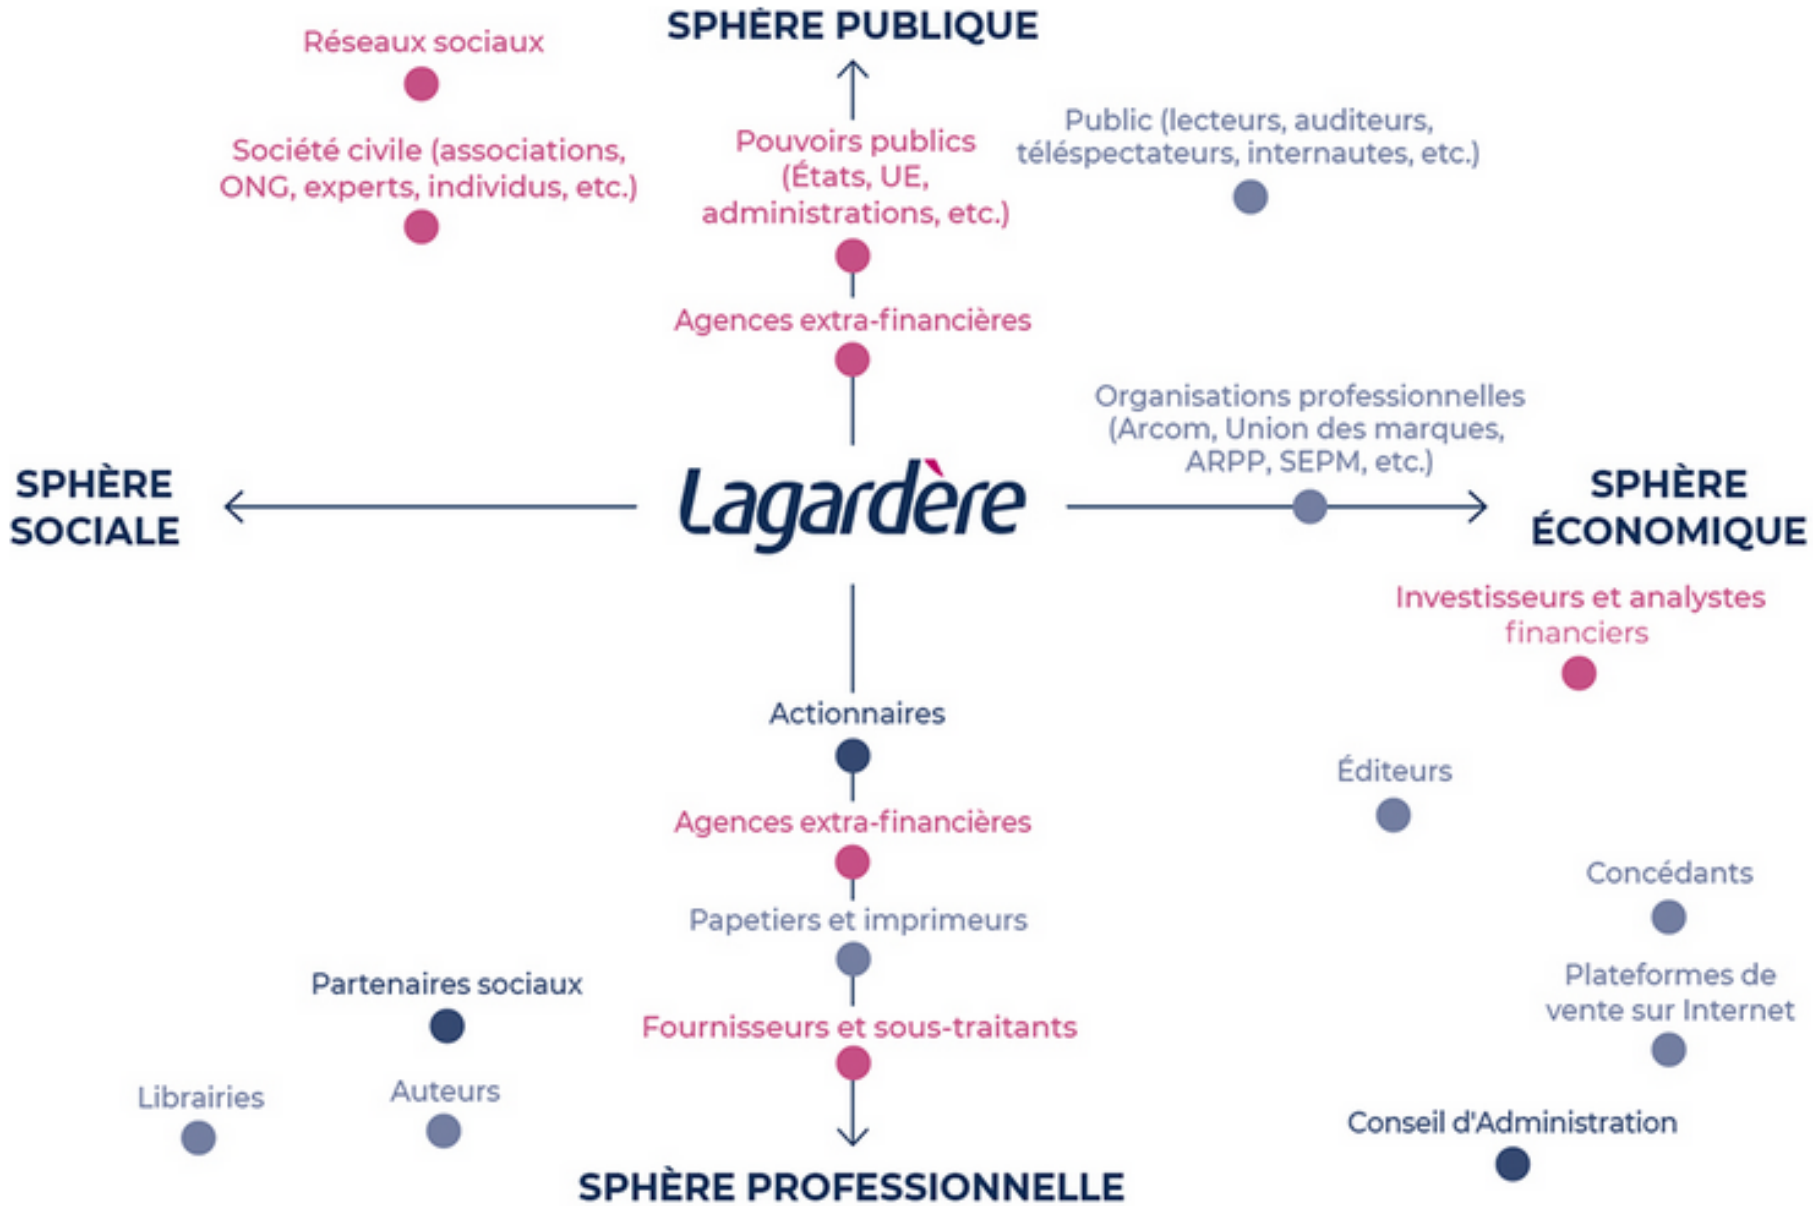 SPHÈRE PUBLIQUE
Réseaux sociaux
Société civile (associations,
ONG, experts, individus, etc.)
Pouvoirs publics
(États, UE,
administrations, etc.)
Public (lecteurs, auditeurs,
téléspectateurs, internautes, etc.)
Agences extra-financières
Organisations professionnelles
(Arcom, Union des marques,
ARPP, SEPM, etc.)
SPHÈRE
SOCIALE
Lagardère
SPHÈRE
ÉCONOMIQUE
Investisseurs et analystes
financiers
Actionnaires
Éditeurs
Agences extra-financières
Concédants
Papetiers et imprimeurs
Plateformes de
vente sur Internet
Partenaires sociaux
Fournisseurs et sous-traitants
Librairies
Auteurs
Conseil d'Administration
SPHÈRE PROFESSIONNELLE